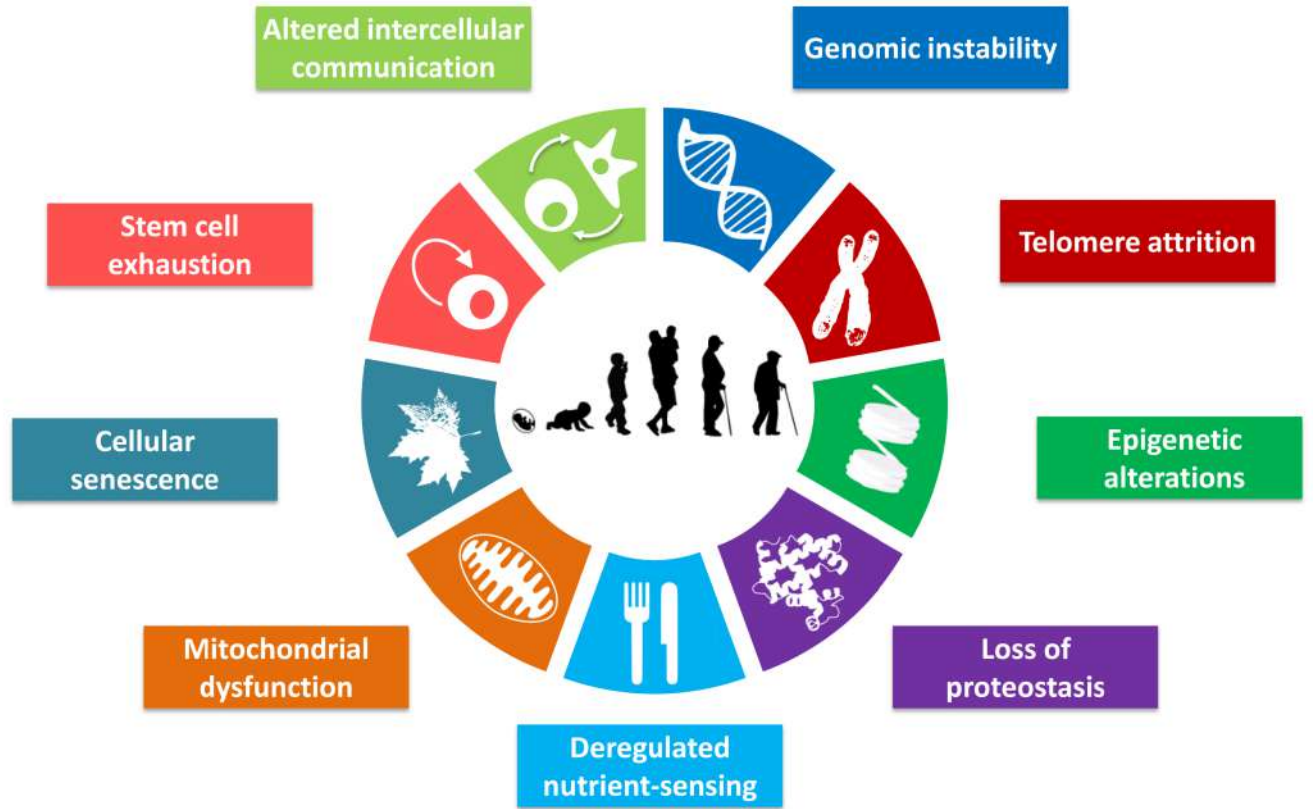 Altered intercellular
communication
Genomic instability
Stem cell
exhaustion
Telomere attrition
Cellular
senescence
Epigenetic
alterations
Mitochondrial
dysfunction
Loss of
proteostasis
Deregulated
nutrient-sensing